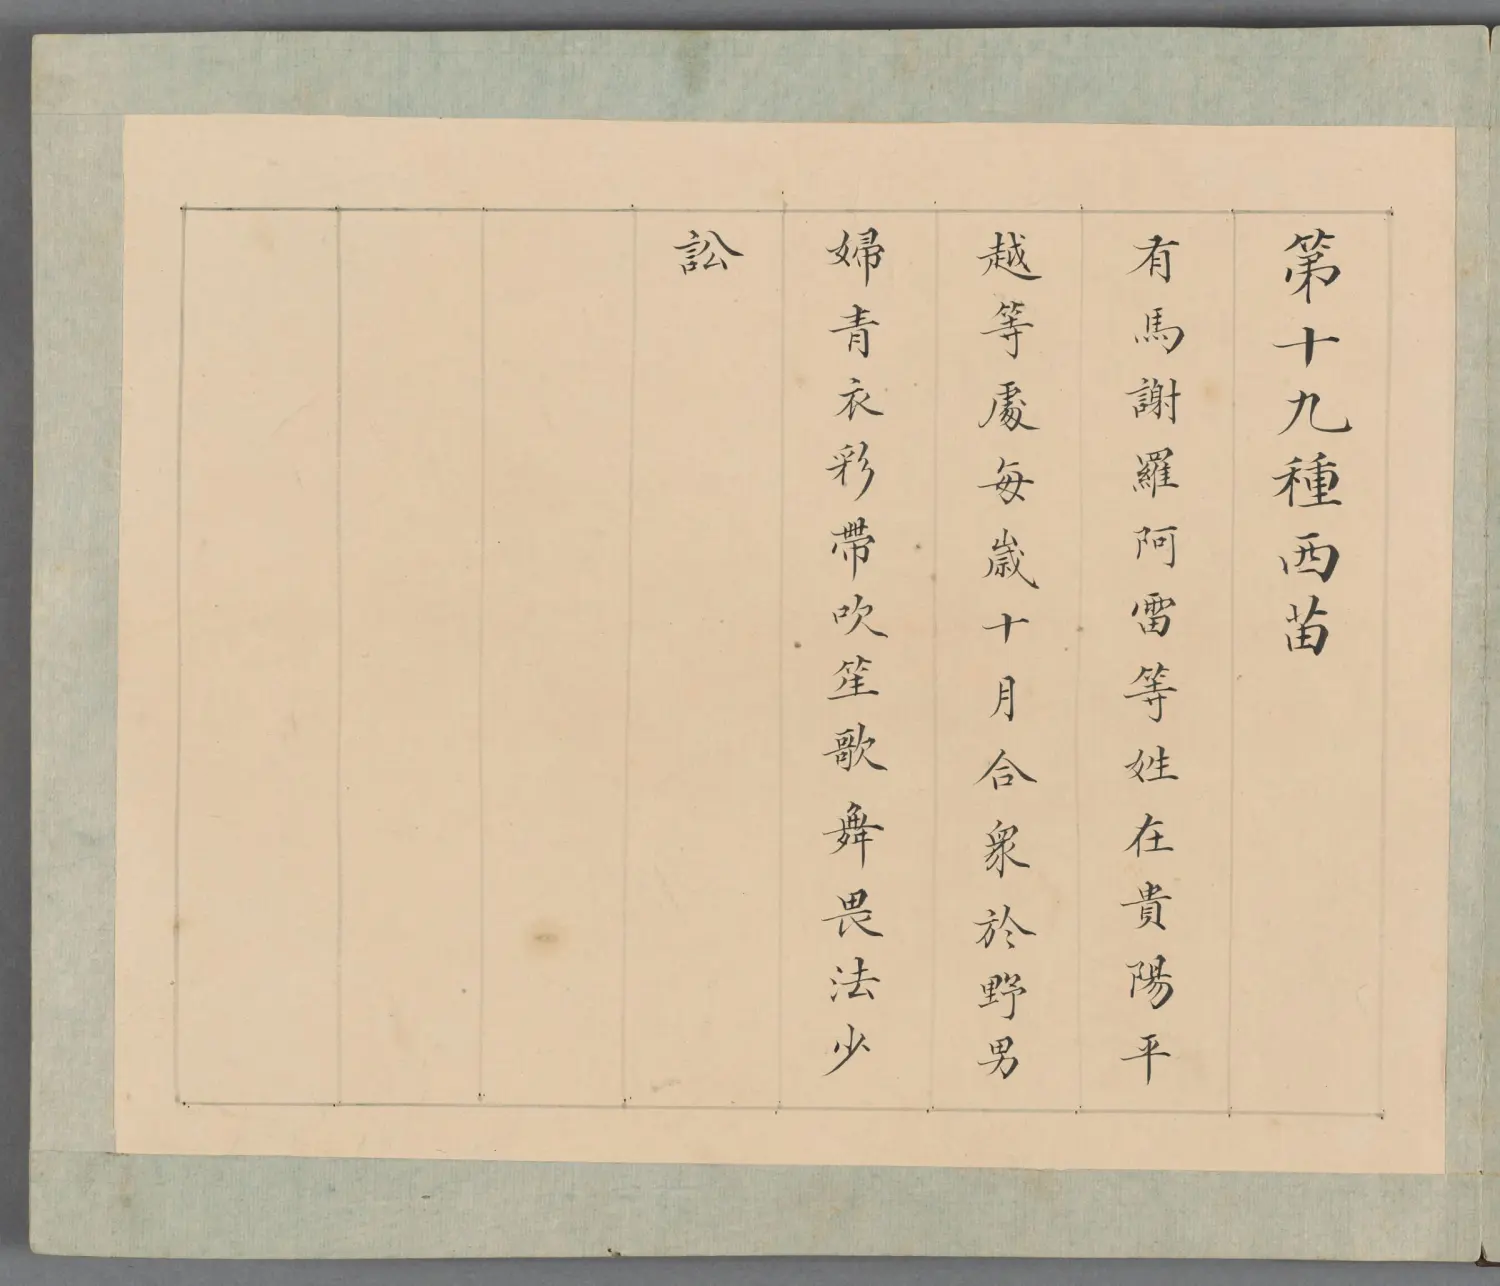 第十九種西苗
有馬謝羅阿雷等姓在貴陽平
越等處每歲十月合衆於野男
婦青衣彩帶吹笙歌舞畏法少
訟